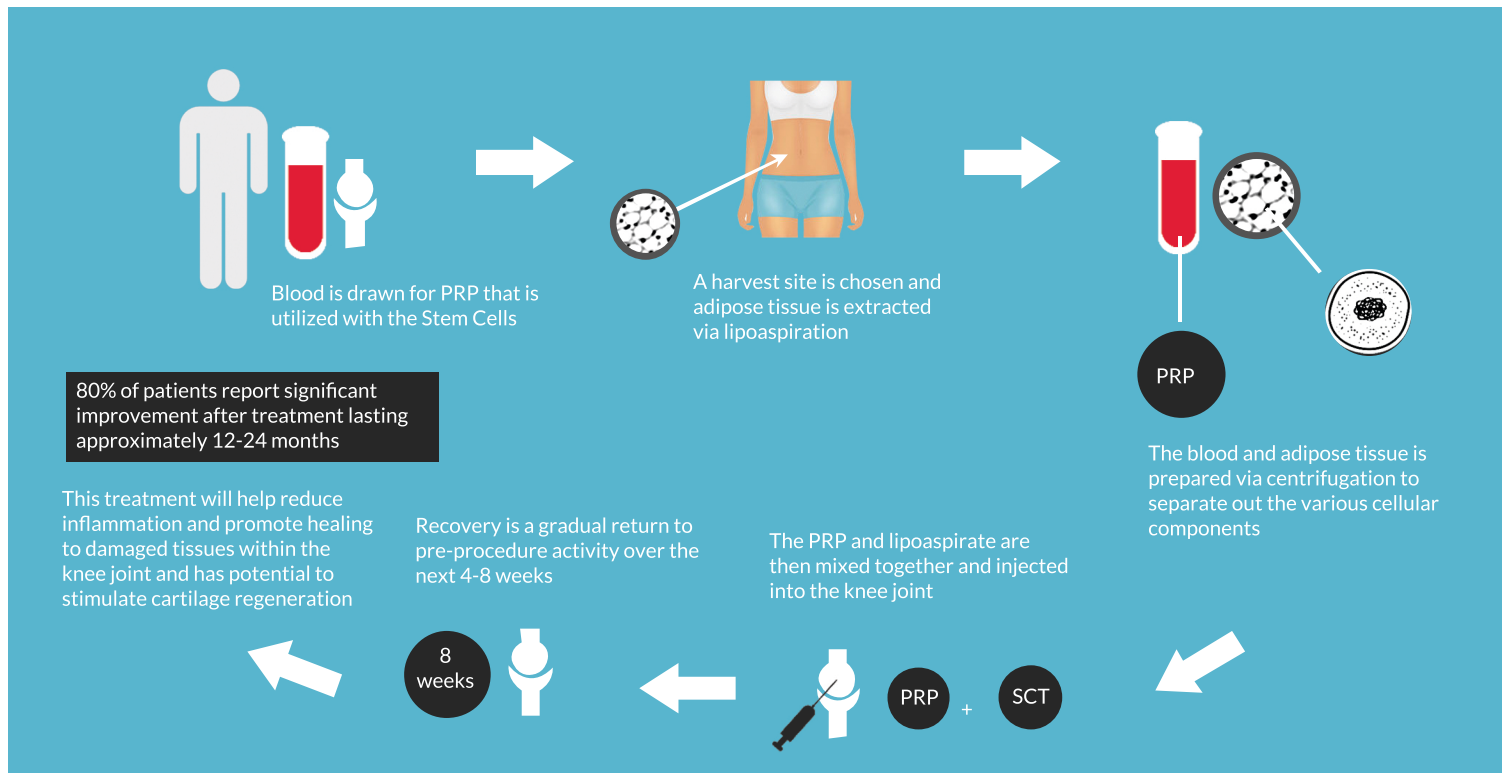 Blood is drawn for PRP that is
utilized with the Stem Cells
A harvest site is chosen and
adipose tissue is extracted
via lipoaspiration
PRP
The blood and adipose tissue is
prepared via centrifugation to
separate out the various cellular
components
The PRP and lipoaspirate are
then mixed together and injected
into the knee joint
PRP
+
SCT
Recovery is a gradual return to
pre-procedure activity over the
next 4-8 weeks
8
weeks
80% of patients report significant
improvement after treatment lasting
approximately 12-24 months
This treatment will help reduce
inflammation and promote healing
to damaged tissues within the
knee joint and has potential to
stimulate cartilage regeneration